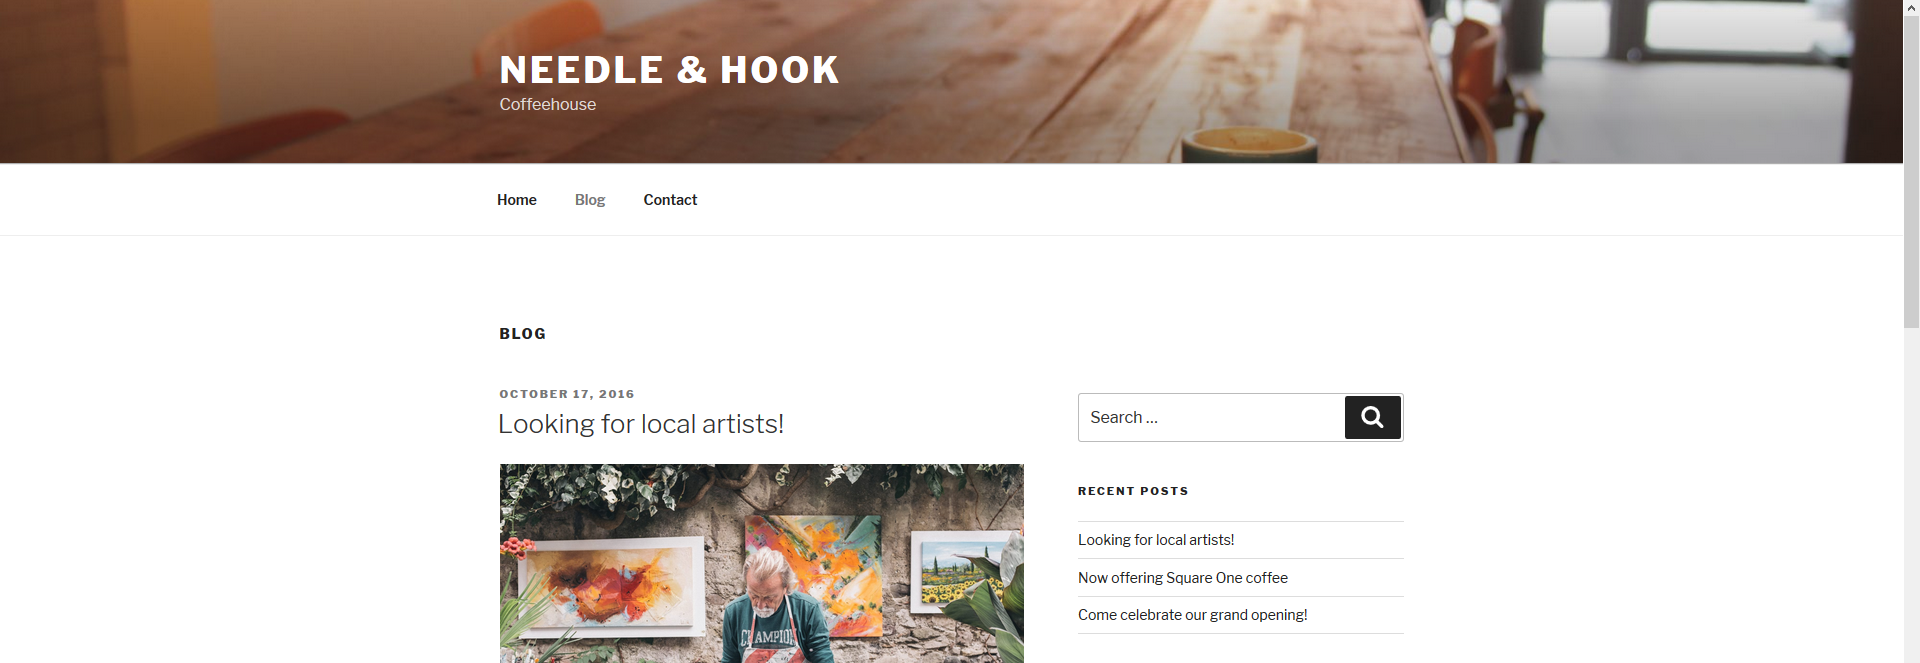 NEEDLE & HOOK
Coffeehouse
Home Blog Contact
BLOG
OCTOBER 17, 2016
Looking for local artists!
CHAMPION
Search ...
RECENT POSTS
Looking for local artists!
Now offering Square One coffee
Come celebrate our grand opening!